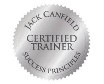 JACK CANFIELD
CERTIFIED
TRAINER
SUCCESS PRINCIPLES